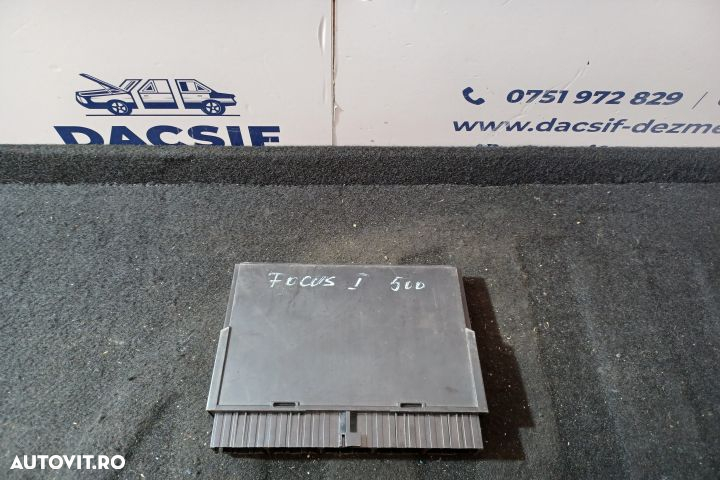 DACSIF
0751 972 829 /
www.dacsif-dezme
FOCUS I 500
AUTOVIT.RO